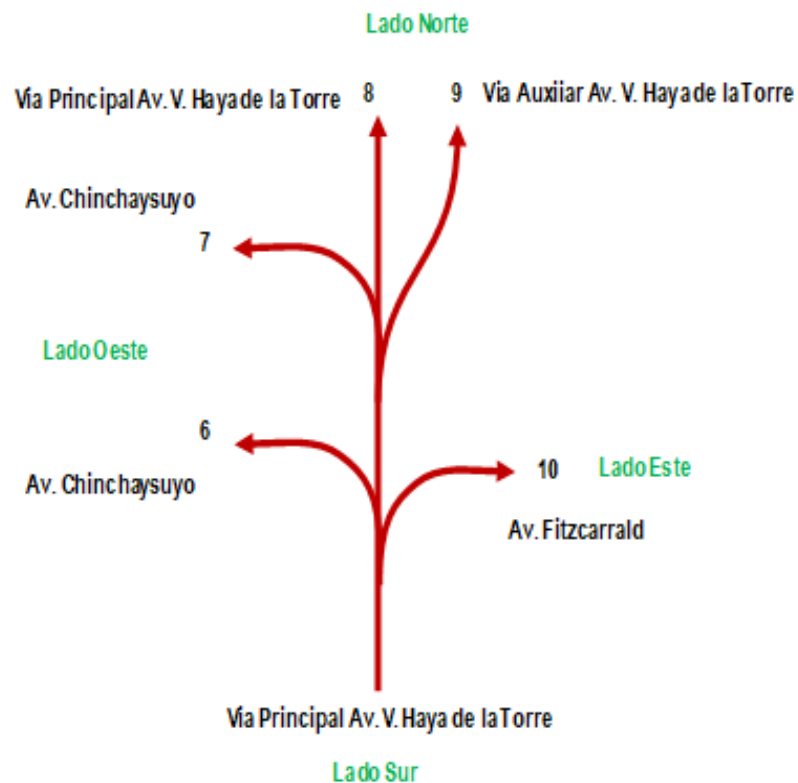 Lado Norte
Via Principal Av. V. Haya de la Torre 8 9 Via Auxiiar Av. V. Haya de la Torre
Av. Chinchaysuyo
7
Lado Oeste
6
10 Lado Este
Av. Chinchaysuyo
Av. Fitzcarrald
Via Principal Av. V. Haya de la Torre
Lado Sur